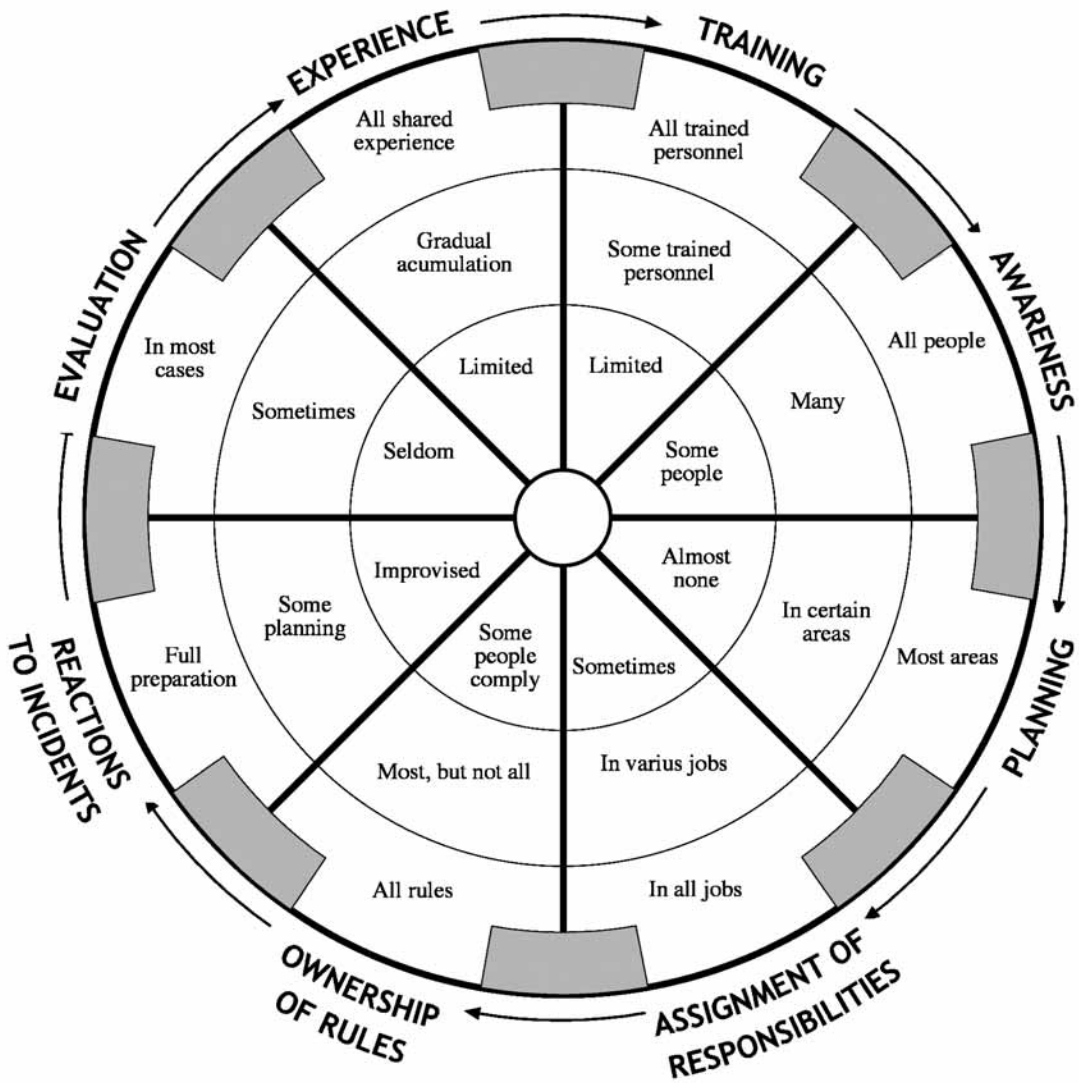 EXPERIENCE
TRAINING
AWARENESS
PLANNING
ASSIGNMENT OF
RESPONSIBILITIES
OWNERSHIP
OF RULES
REACTIONS
TO INCIDENTS
EVALUATION
All shared
experience
Gradual
acumulation
Limited
All trained
personnel
Some trained
personnel
Limited
All people
Many
Some
people
Most areas
In certain
areas
Almost
none
In all jobs
In varius jobs
Sometimes
All rules
Most, but not all
Some
people
comply
Full
preparation
Some
planning
Improvised
In most
cases
Sometimes
Seldom